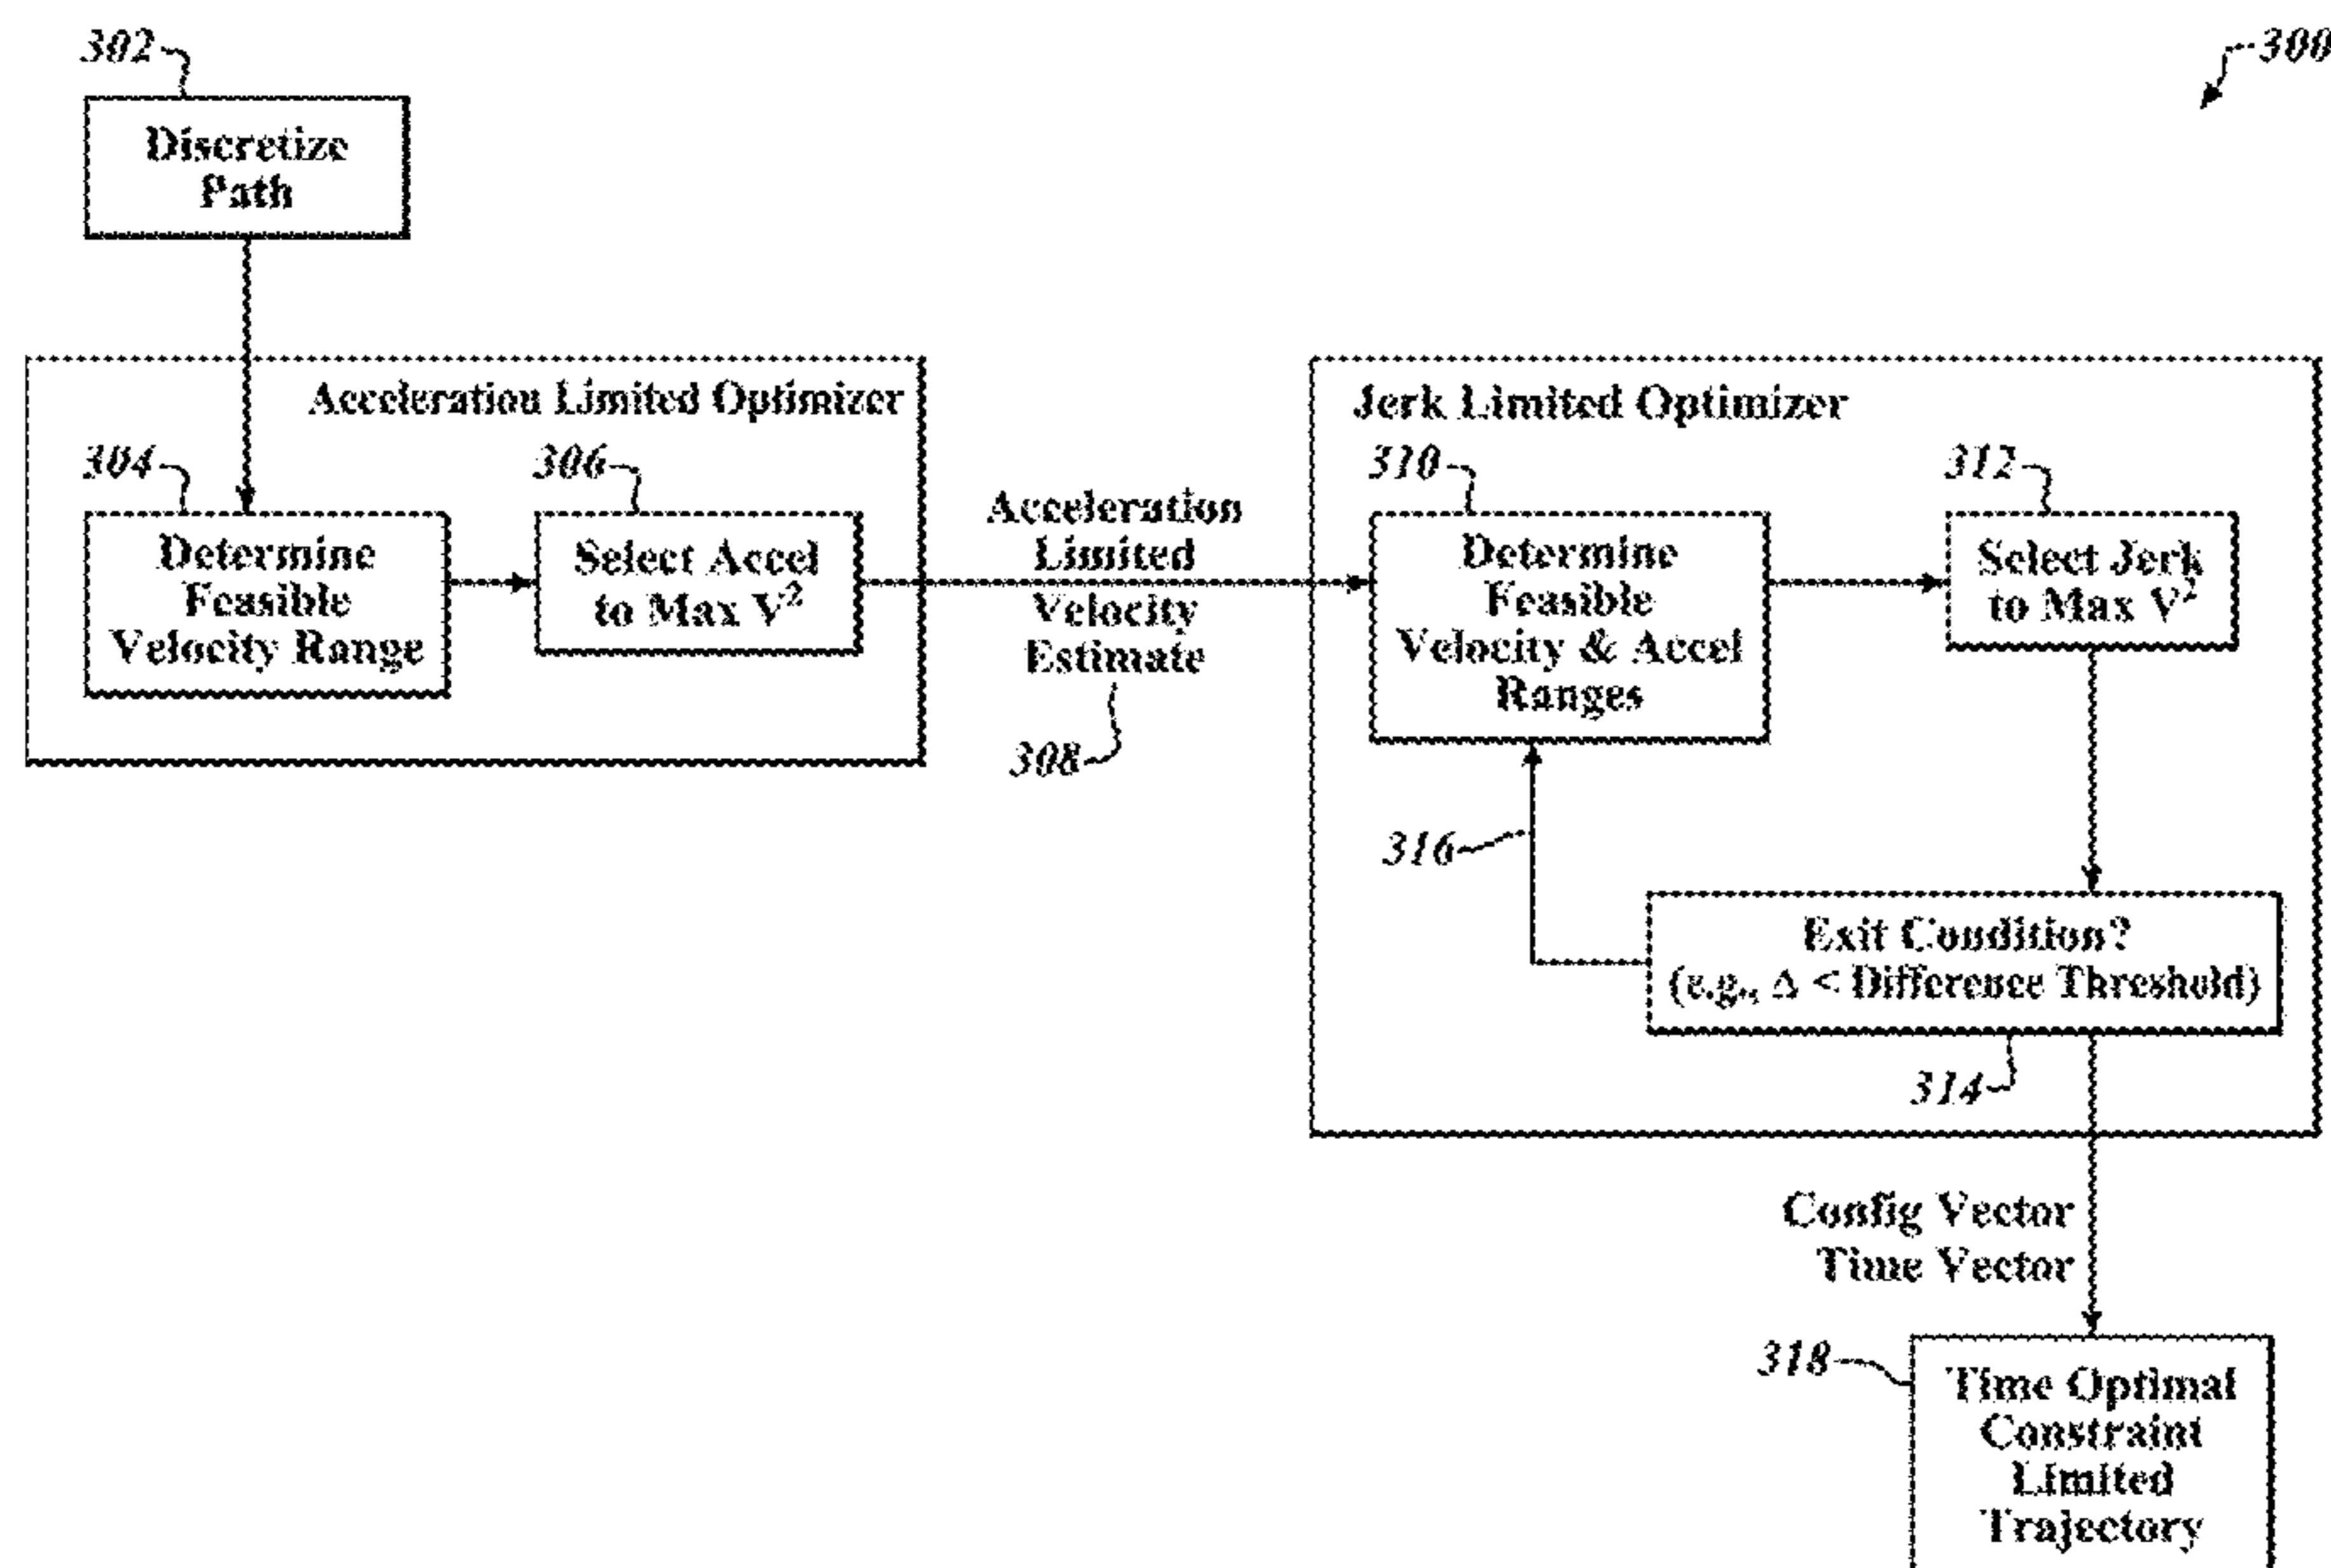 302
300
Discretize
Path
Acceleration Limited Optimizer
304
306
Determine
Feasible
Velocity Range
Select Accel
to Max V²
Acceleration
Limited
Velocity
Estimate
308
Jerk Limited Optimizer
310
312
Determine
Feasible
Velocity & Accel
Ranges
Select Jerk
to Max V²
316
Exit Condition?
(e.g., Δ < Difference Threshold)
314
Config Vector
Time Vector
318
Time Optimal
Constraint
Limited
Trajectory